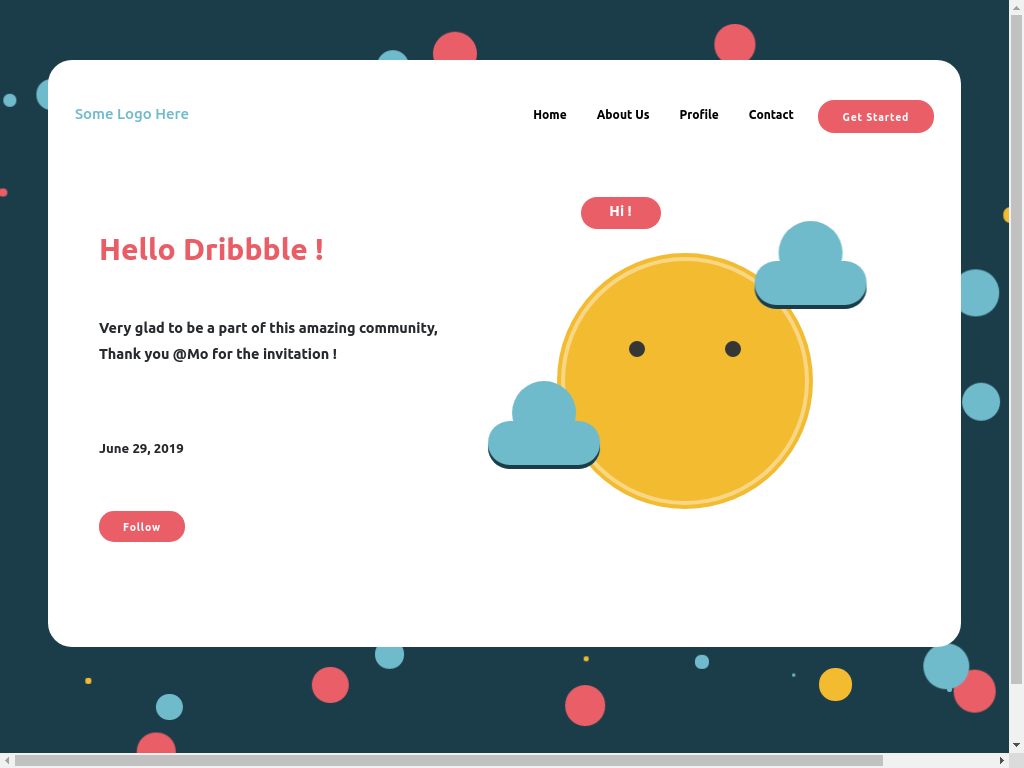 Some Logo Here
Home
About Us
Profile
Contact
Get Started
Hi !
Hello Dribbble !
Very glad to be a part of this amazing community,
Thank you @Mo for the invitation !
June 29, 2019
Follow